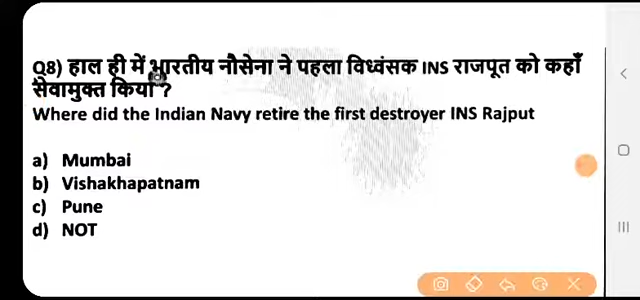 Q8) हाल ही में भारतीय नौसेना ने पहला विध्वंसक INS राजपूत को कहाँ
सेवामुक्त किया ?
Where did the Indian Navy retire the first destroyer INS Rajput
a) Mumbai
b) Vishakhapatnam
c) Pune
d) NOT